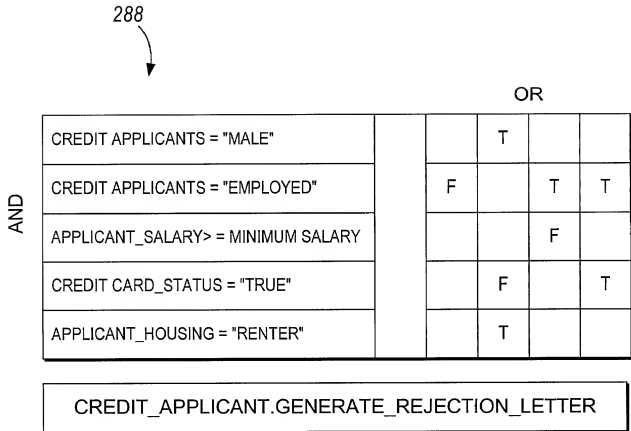 288
OR
AND
CREDIT APPLICANTS = "MALE" T
CREDIT APPLICANTS = "EMPLOYED" F T T
APPLICANT_SALARY> = MINIMUM SALARY F
CREDIT CARD_STATUS = "TRUE" F T
APPLICANT_HOUSING = "RENTER" T
CREDIT_APPLICANT.GENERATE_REJECTION_LETTER